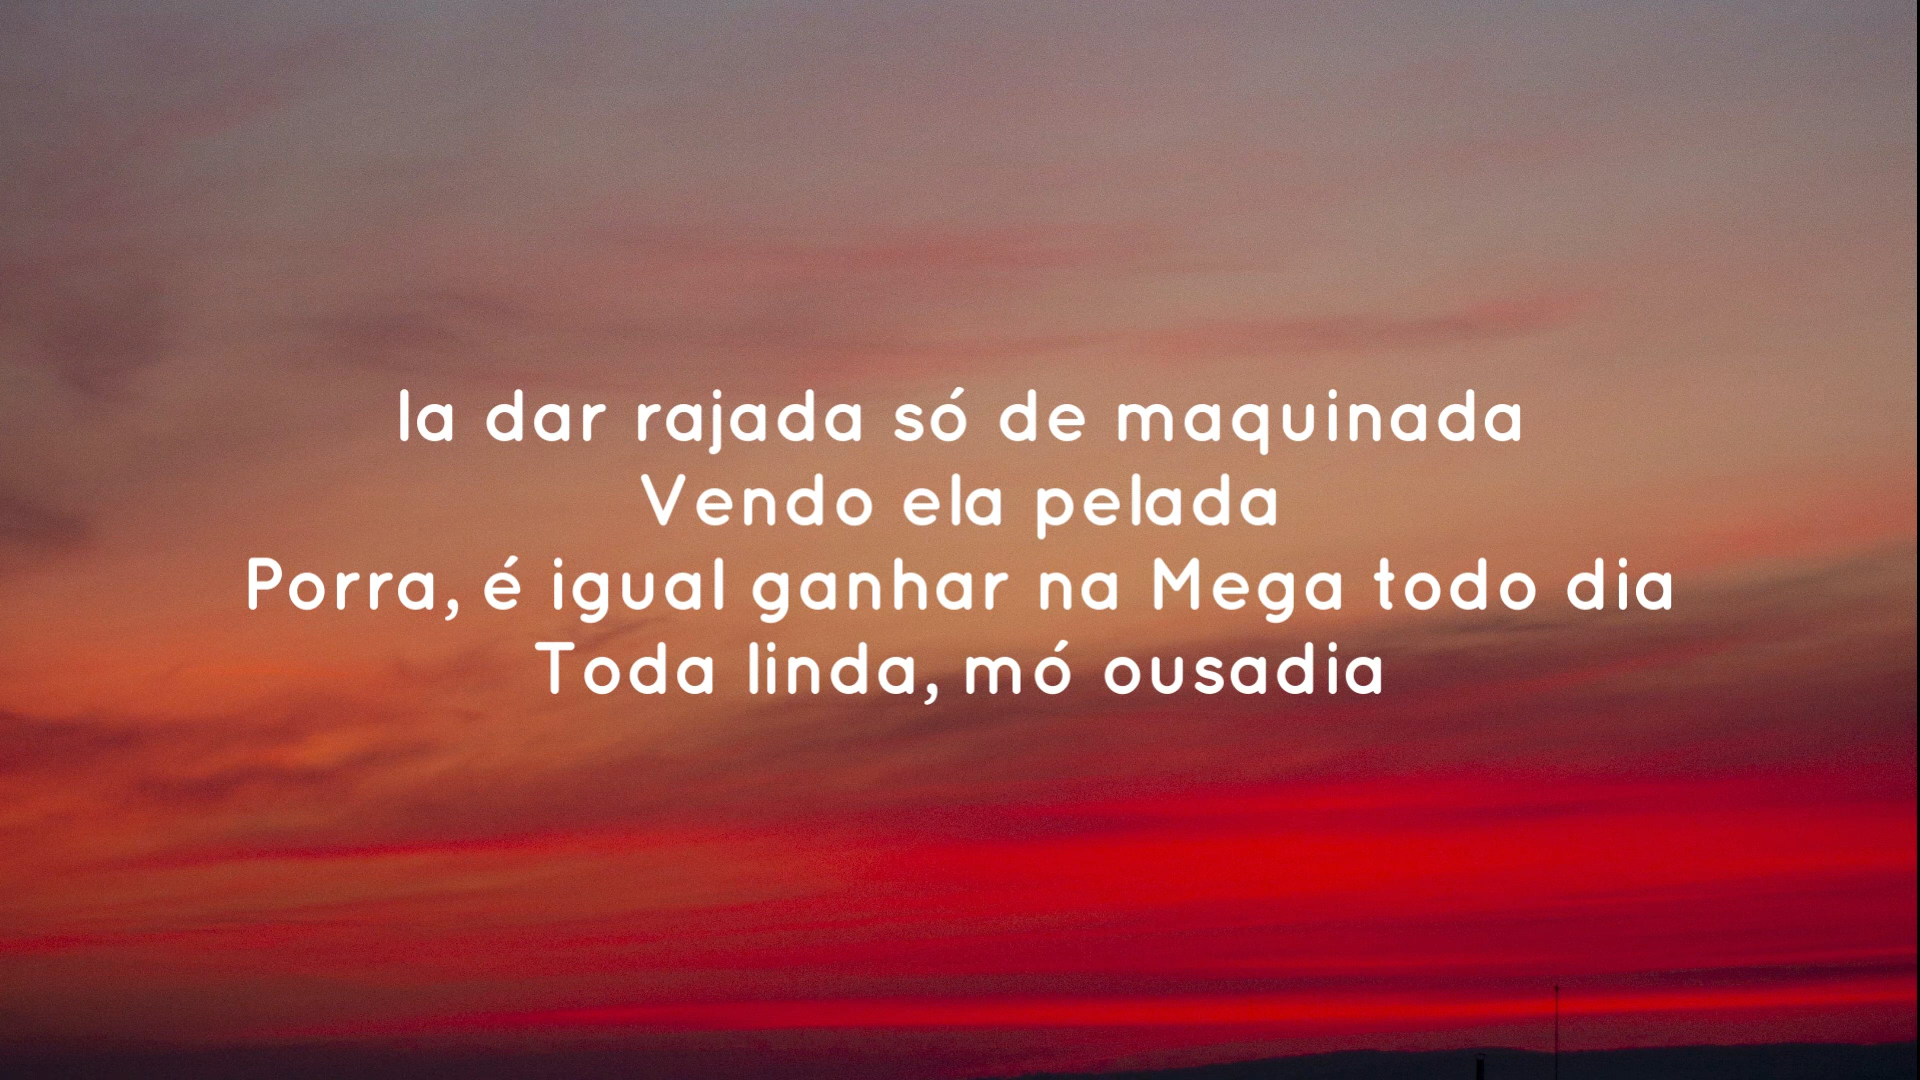 Ia dar rajada só de maquinada
Vendo ela pelada
Porra, é igual ganhar na Mega todo dia
Toda linda, mó ousadia